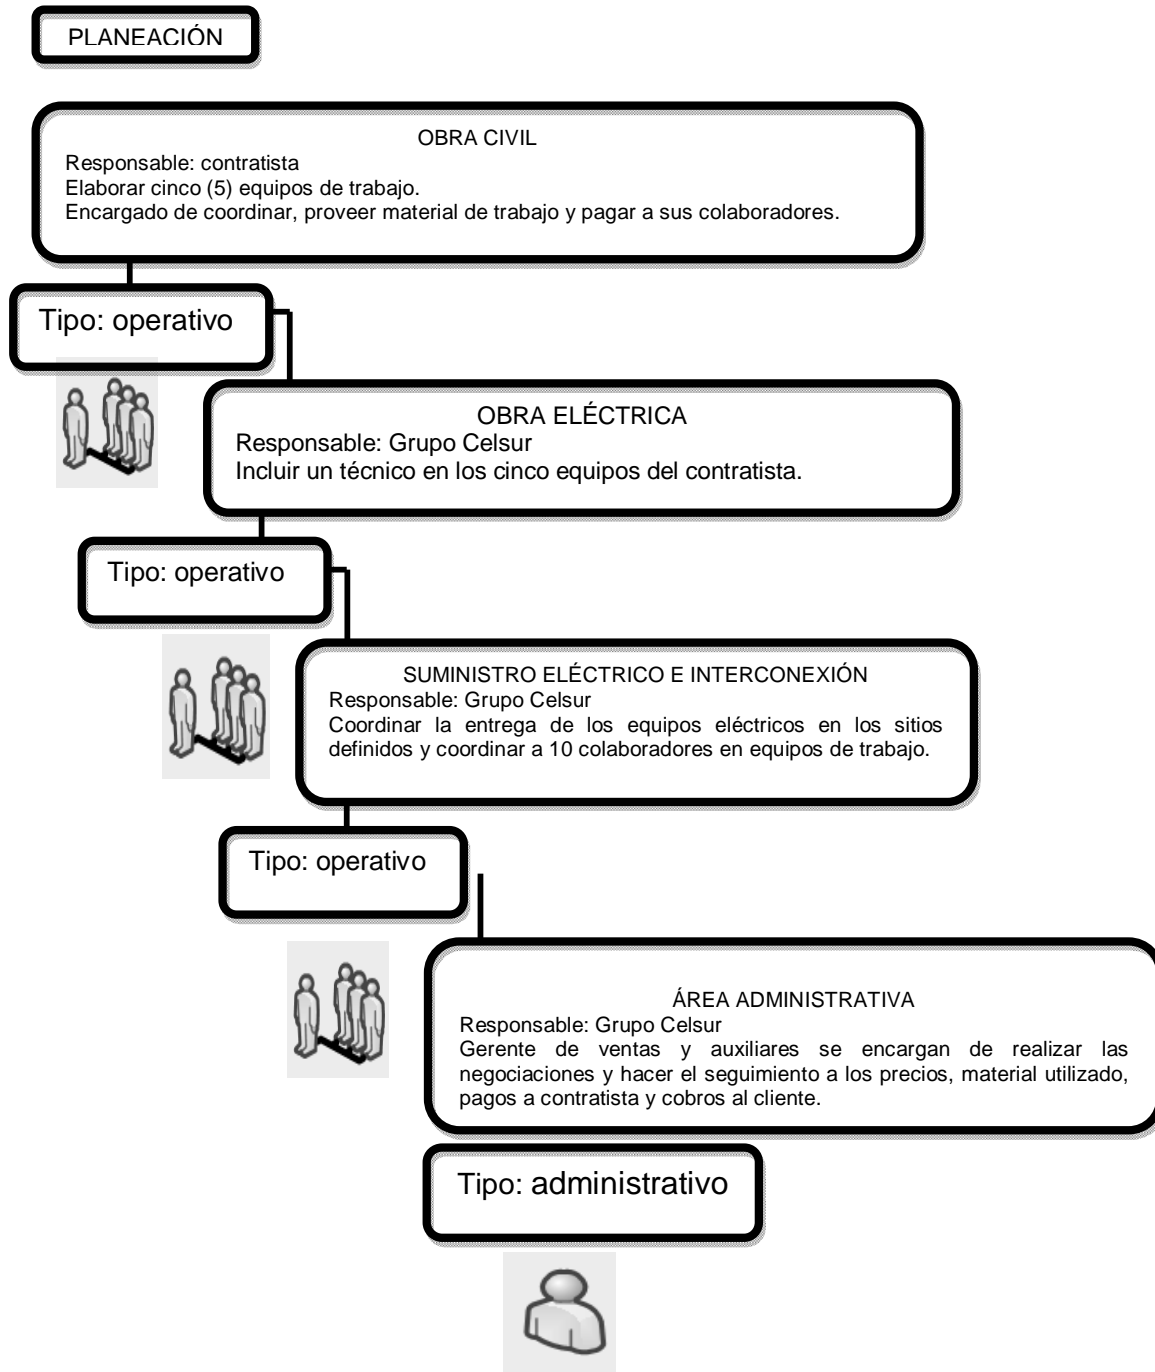 PLANEACIÓN
OBRA CIVIL
Responsable: contratista
Elaborar cinco (5) equipos de trabajo.
Encargado de coordinar, proveer material de trabajo y pagar a sus colaboradores.
Tipo: operativo
OBRA ELÉCTRICA
Responsable: Grupo Celsur
Incluir un técnico en los cinco equipos del contratista.
Tipo: operativo
SUMINISTRO ELÉCTRICO E INTERCONEXIÓN
Responsable: Grupo Celsur
Coordinar la entrega de los equipos eléctricos en los sitios
definidos y coordinar a 10 colaboradores en equipos de trabajo.
Tipo: operativo
ÁREA ADMINISTRATIVA
Responsable: Grupo Celsur
Gerente de ventas y auxiliares se encargan de realizar las
negociaciones y hacer el seguimiento a los precios, material utilizado,
pagos a contratista y cobros al cliente.
Tipo: administrativo